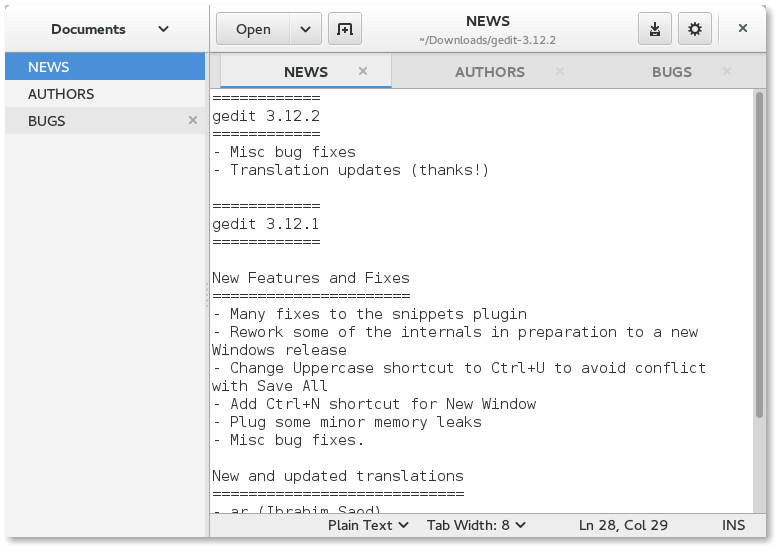 Documents
Open
NEWS
~/Downloads/gedit-3.12.2
NEWS
AUTHORS
BUGS
NEWS
AUTHORS
BUGS
============
gedit 3.12.2
============
- Misc bug fixes
- Translation updates (thanks!)
============
gedit 3.12.1
============
New Features and Fixes
======================
- Many fixes to the snippets plugin
- Rework some of the internals in preparation to a new
Windows release
- Change Uppercase shortcut to Ctrl+U to avoid conflict
with Save All
- Add Ctrl+N shortcut for New Window
- Plug some minor memory leaks
- Misc bug fixes.
New and updated translations
============================
- ar (Ibrahim Saed)
Plain Text
Tab Width: 8
Ln 28, Col 29
INS